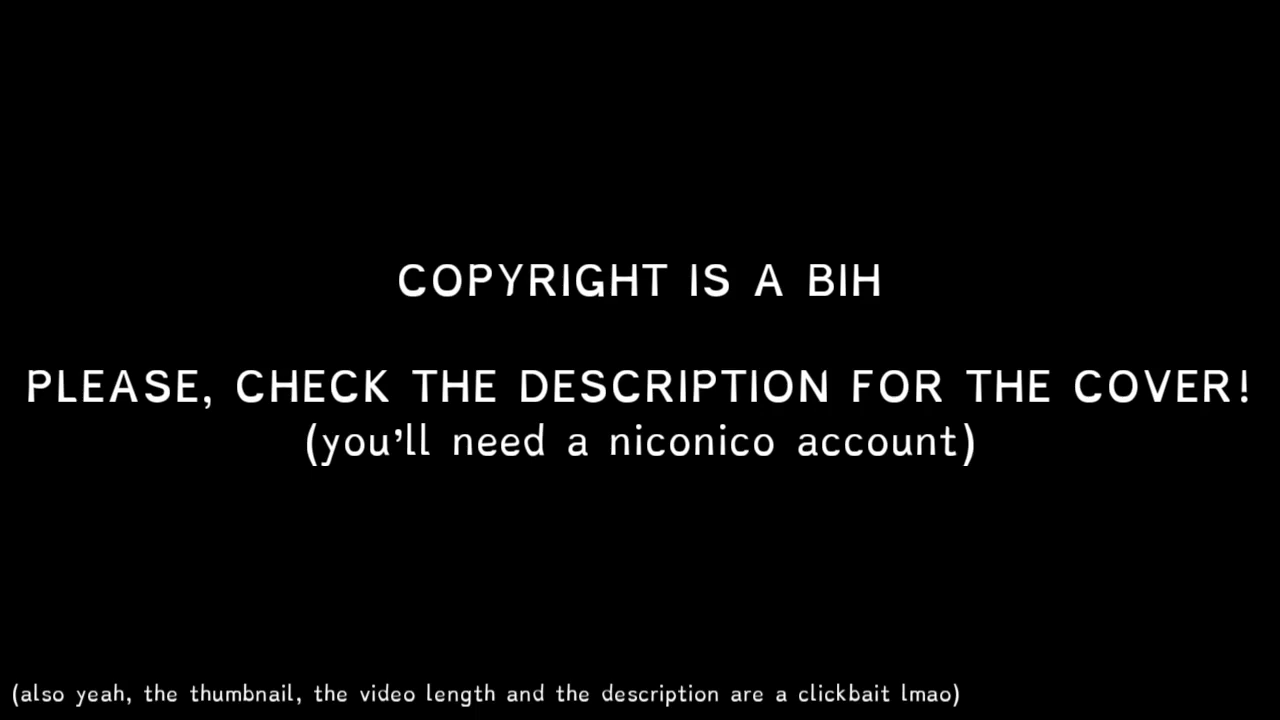 COPYRIGHT IS A BIH
PLEASE, CHECK THE DESCRIPTION FOR THE COVER!
(you’ll need a niconico account)
(also yeah, the thumbnail, the video length and the description are a clickbait lmao)